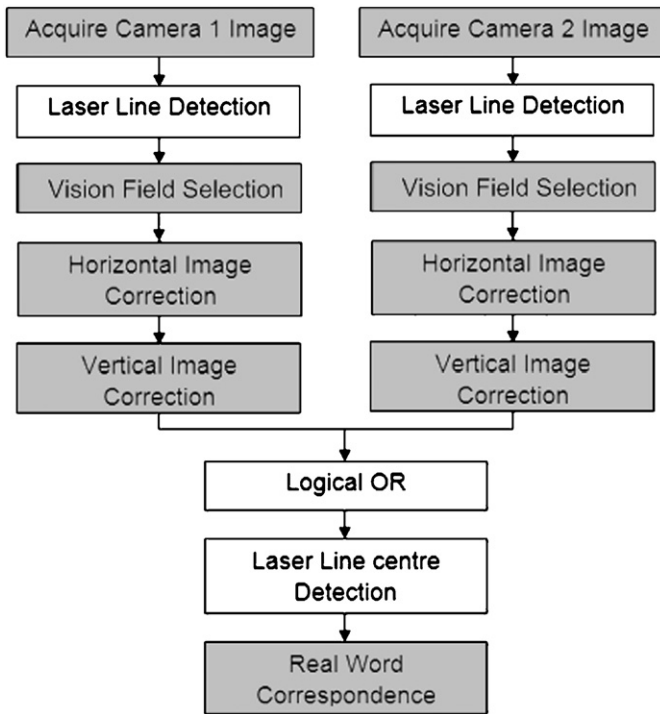 Acquire Camera 1 Image
Acquire Camera 2 Image
Laser Line Detection
Laser Line Detection
Vision Field Selection
Vision Field Selection
Horizontal Image
Correction
Horizontal Image
Correction
Vertical Image
Correction
Vertical Image
Correction
Logical OR
Laser Line centre
Detection
Real Word
Correspondence